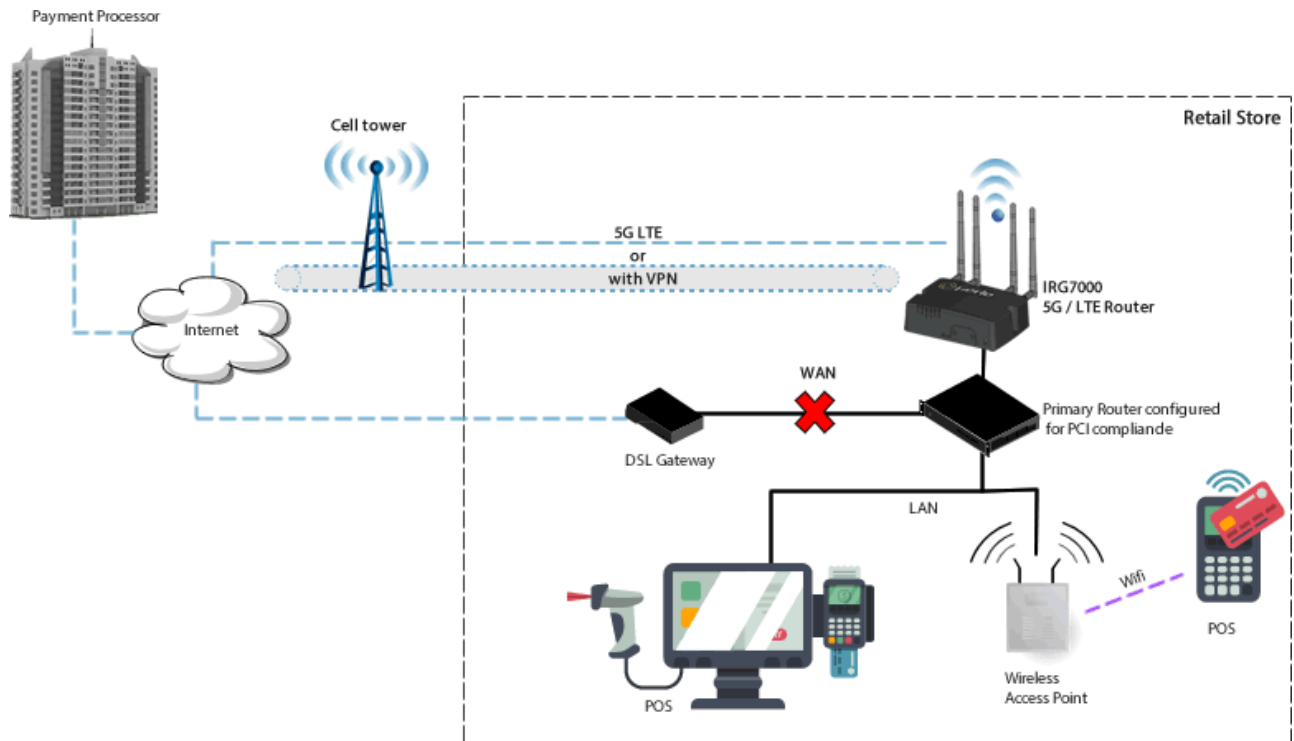 Payment Processor
Retail Store
Cell tower
5G LTE
or
with VPN
IRG7000
5G / LTE Router
Internet
WAN
Primary Router configured
for PCI compliande
DSL Gateway
LAN
Wifi
POS
Wireless
Access Point
POS